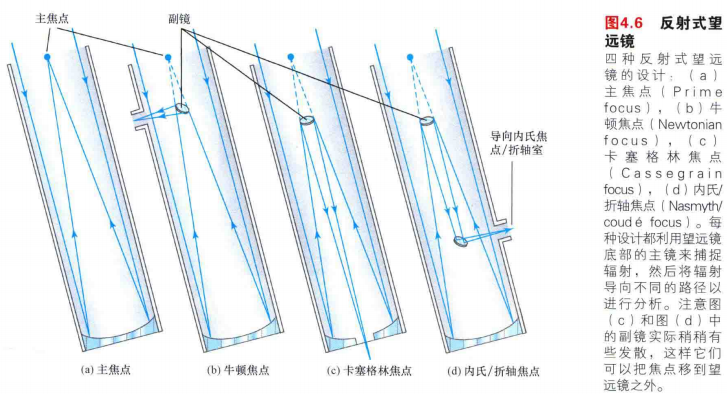 主焦点
副镜
导向内氏焦
点/折轴室
(a) 主焦点
(b) 牛顿焦点
(c) 卡塞格林焦点
(d) 内氏/折轴焦点
图4.6 反射式望
远镜
四种反射式望远
镜的设计：（a）
主焦点（Prime
focus），（b）牛
顿焦点（Newtonian
focus），（c）
卡塞格林焦点
（Cassegrain
focus），（d）内氏/
折轴焦点（Nasmyth/
coudé focus）。每
种设计都利用望远镜
底部的主镜来捕捉
辐射，然后将辐射
导向不同的路径以
进行分析。注意图
（c）和图（d）中
的副镜实际稍稍有
些发散，这样它们
可以把焦点移到望
远镜之外。